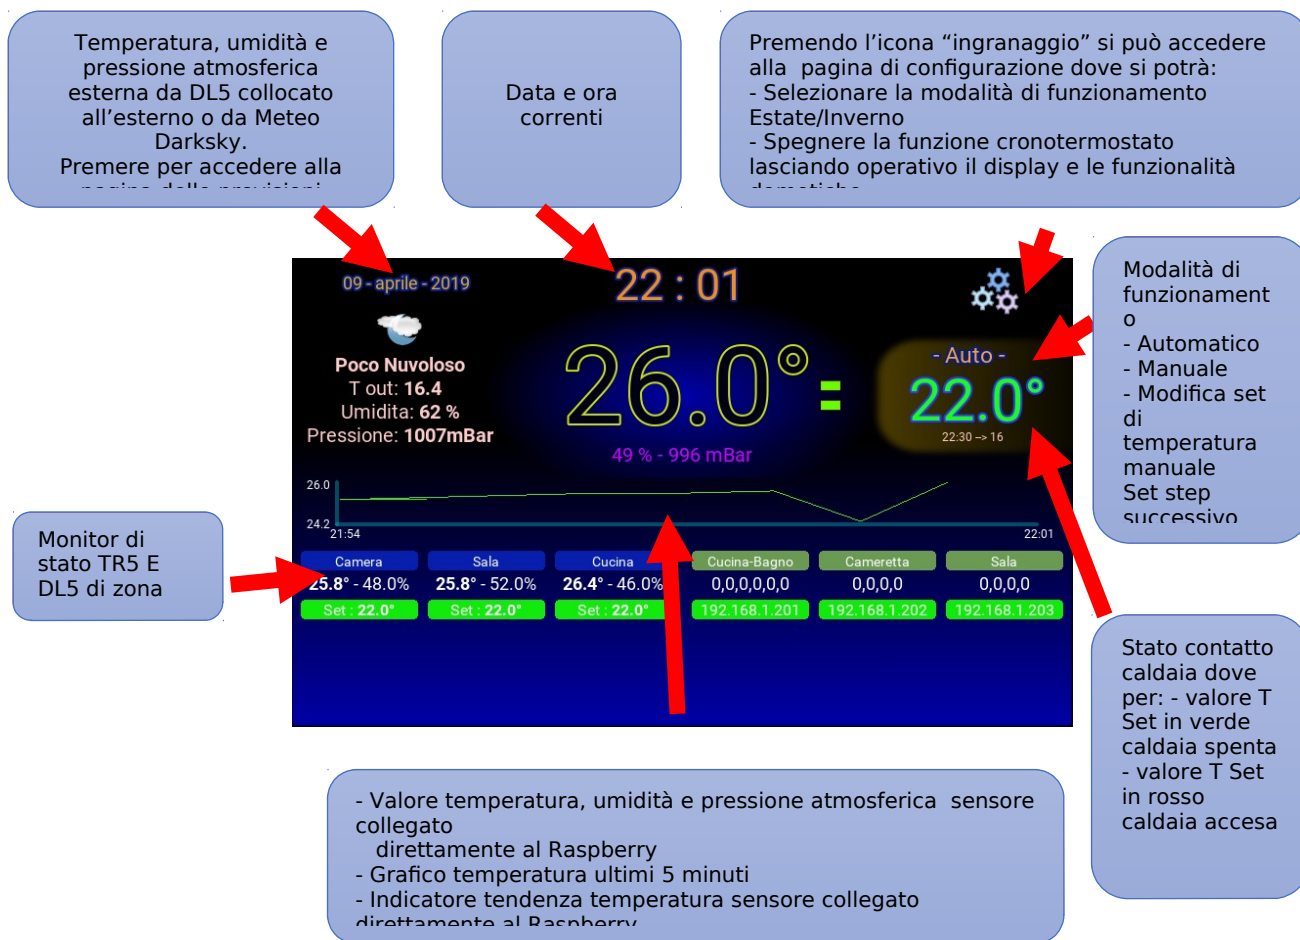 Temperatura, umidità e
pressione atmosferica
esterna da DL5 collocato
all'esterno o da Meteo
Darksky.
Premere per accedere alla
pagina delle previsioni
Data e ora
correnti
Premendo l'icona “ingranaggio” si può accedere
alla pagina di configurazione dove si potrà:
- Selezionare la modalità di funzionamento
Estate/Inverno
- Spegnere la funzione cronotermostato
lasciando operativo il display e le funzionalità
domotiche
09 - aprile - 2019
22 : 01
Poco Nuvoloso
T out: 16.4
Umidita: 62 %
Pressione: 1007mBar
26.0°
=
49 % - 996 mBar
- Auto -
22.0°
22:30 --> 16
Modalità di
funzionament
o
- Automatico
- Manuale
- Modifica set
di
temperatura
manuale
Set step
successivo
26.0
24.2
21:54
22:01
Monitor di
stato TR5 E
DL5 di zona
Camera
Sala
Cucina
Cucina-Bagno
Cameretta
Sala
25.8° - 48.0%
25.8° - 52.0%
26.4° - 46.0%
0,0,0,0,0,0
0,0,0,0
0,0,0,0
Set : 22.0°
Set : 22.0°
Set : 22.0°
192.168.1.201
192.168.1.202
192.168.1.203
Stato contatto
caldaia dove
per: - valore T
Set in verde
caldaia spenta
- valore T Set
in rosso
caldaia accesa
- Valore temperatura, umidità e pressione atmosferica sensore
collegato
direttamente al Raspberry
- Grafico temperatura ultimi 5 minuti
- Indicatore tendenza temperatura sensore collegato
direttamente al Raspberry